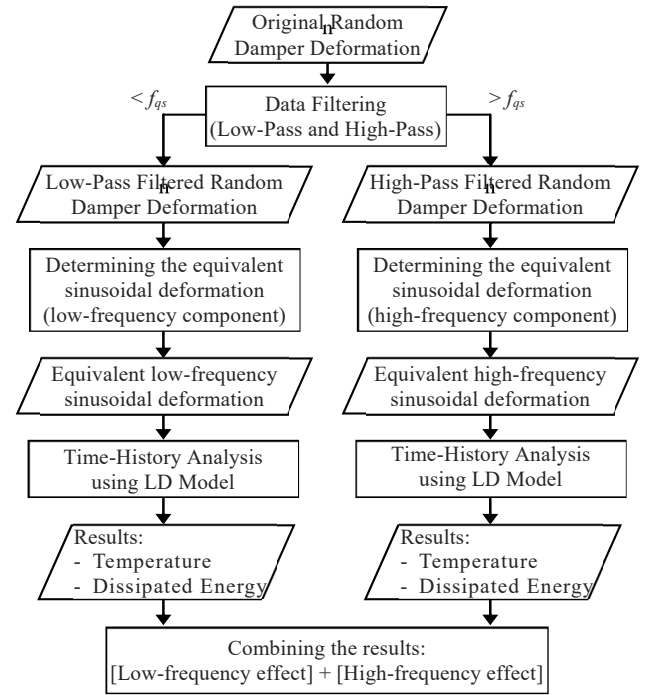 Original Random
n
Damper Deformation
< fqs
> fqs
Data Filtering
(Low-Pass and High-Pass)
Low-Pass Filtered Random
n
Damper Deformation
High-Pass Filtered Random
n
Damper Deformation
Determining the equivalent
sinusoidal deformation
(low-frequency component)
Determining the equivalent
sinusoidal deformation
(high-frequency component)
Equivalent low-frequency
sinusoidal deformation
Equivalent high-frequency
sinusoidal deformation
Time-History Analysis
using LD Model
Time-History Analysis
using LD Model
Results:
- Temperature
- Dissipated Energy
Results:
- Temperature
- Dissipated Energy
Combining the results:
[Low-frequency effect] + [High-frequency effect]